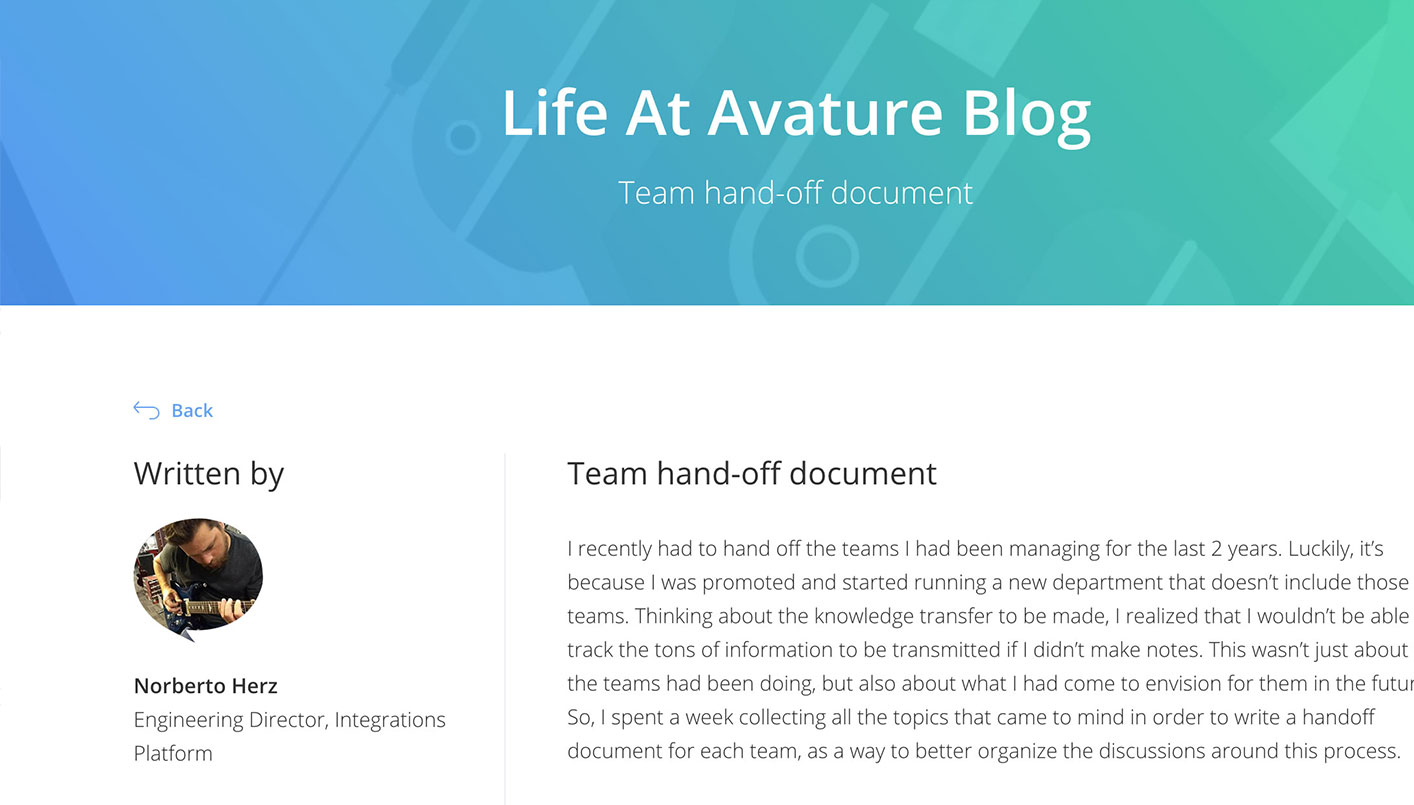 Life At Avature Blog
Team hand-off document
Back
Written by
Norberto Herz
Engineering Director, Integrations
Platform
Team hand-off document
I recently had to hand off the teams I had been managing for the last 2 years. Luckily, it’s
because I was promoted and started running a new department that doesn’t include those
teams. Thinking about the knowledge transfer to be made, I realized that I wouldn’t be able
track the tons of information to be transmitted if I didn’t make notes. This wasn’t just about
the teams had been doing, but also about what I had come to envision for them in the
So, I spent a week collecting all the topics that came to mind in order to write a handoff
document for each team, as a way to better organize the discussions around this process.